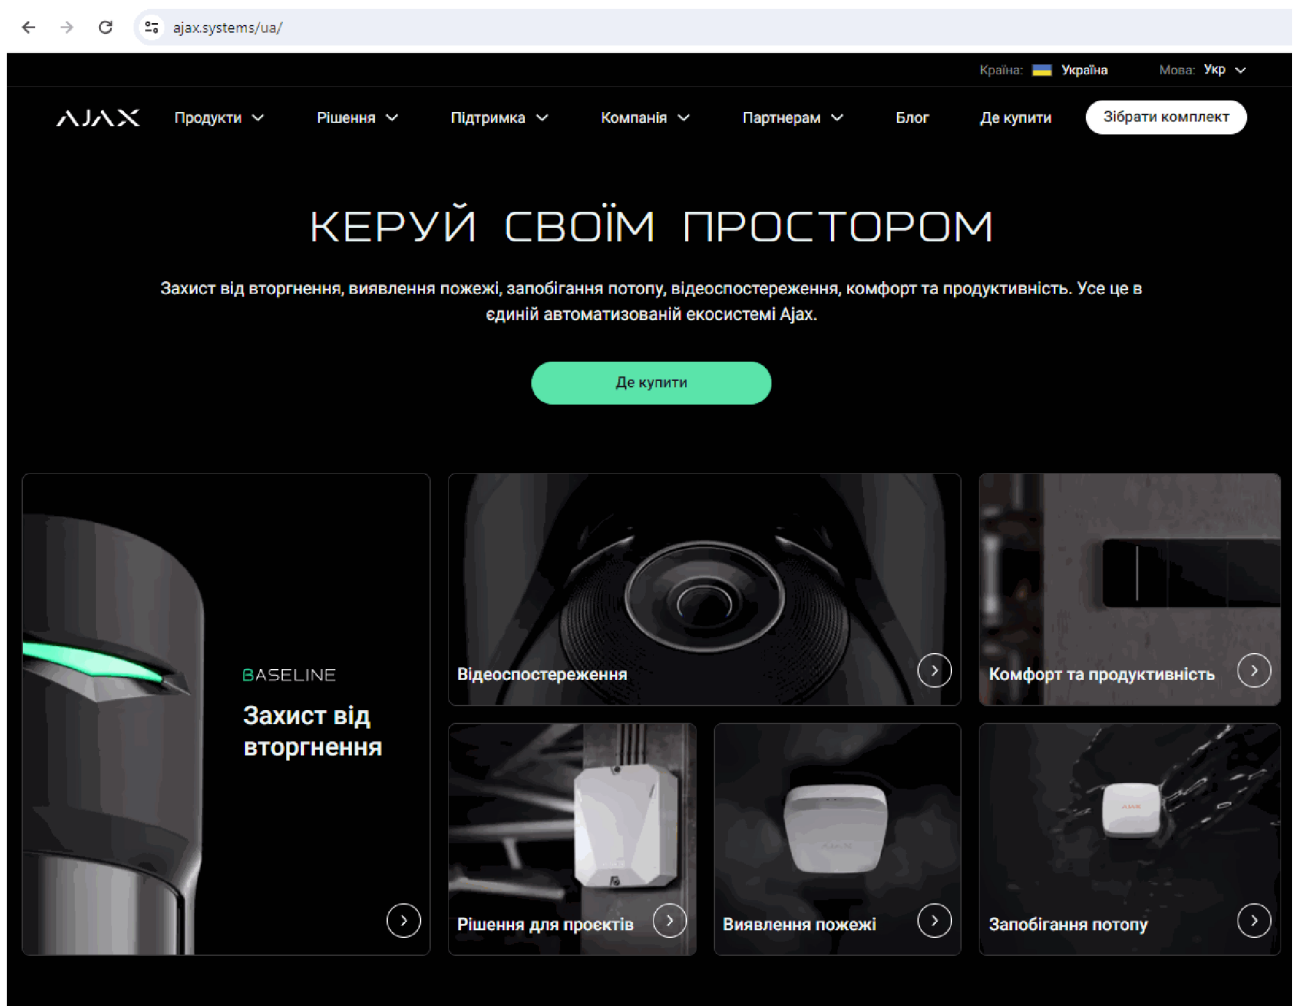 ajax.systems/ua/
Країна: Україна Мова: Укр
AJAX Продукти Рішення Підтримка Компанія Партнерам Блог Де купити Зібрати комплект
КЕРУЙ СВОЇМ ПРОСТОРОМ
Захист від вторгнення, виявлення пожежі, запобігання потопу, відеоспостереження, комфорт та продуктивність. Усе це в
єдиній автоматизованій екосистемі Ajax.
Де купити
BASELINE
Захист від
вторгнення
Відеоспостереження
Комфорт та продуктивність
Рішення для проєктів
AJAX
Виявлення пожежі
AJAX
Запобігання потопу